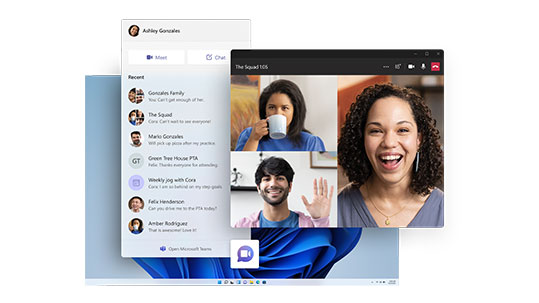 Ashley Gonzales
Meet
Chat
Recent
Gonzales Family
You: Can't get enough of her.
The Squad
Cora: Can't wait to see everyone!
Mario Gonzales
Will pick up pizza after my practice
GT
Green Tree House PTA
Felix: Thanks everyone for attending.
Weekly jog with Cora
Cora: I am so behind on my step goals
Felix Henderson
Can you drive me to the PTA today?
Amber Rodriguez
That is awesome! Love it!
Open Microsoft Teams
The Squad 1:05